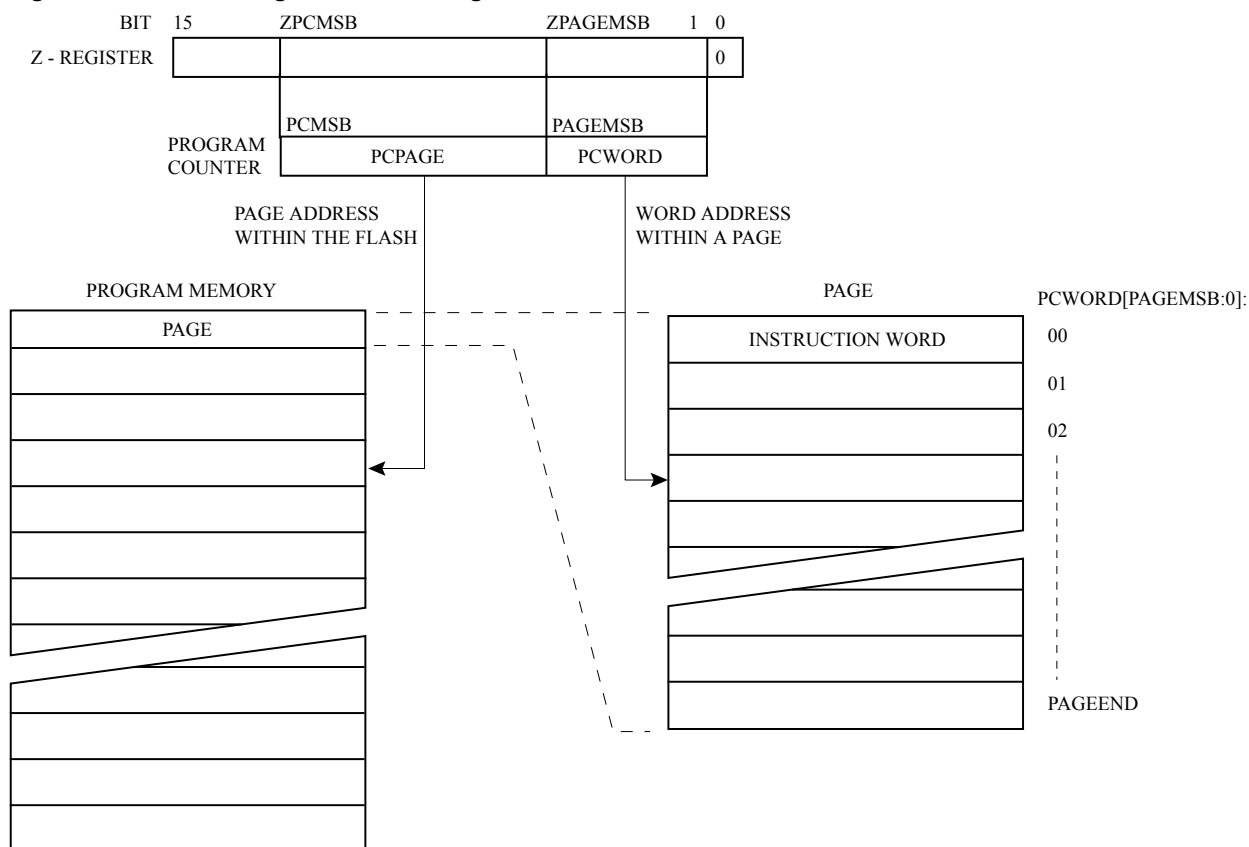 BIT 15 ZPCMSB ZPAGEMSB 1 0
Z - REGISTER 0
PCMSB PAGEMSB
PROGRAM
COUNTER
PCPAGE PCWORD
PAGE ADDRESS
WITHIN THE FLASH
WORD ADDRESS
WITHIN A PAGE
PROGRAM MEMORY
PAGE
PAGE
PCWORD[PAGEMSB:0]:
INSTRUCTION WORD
00
01
02
PAGEEND